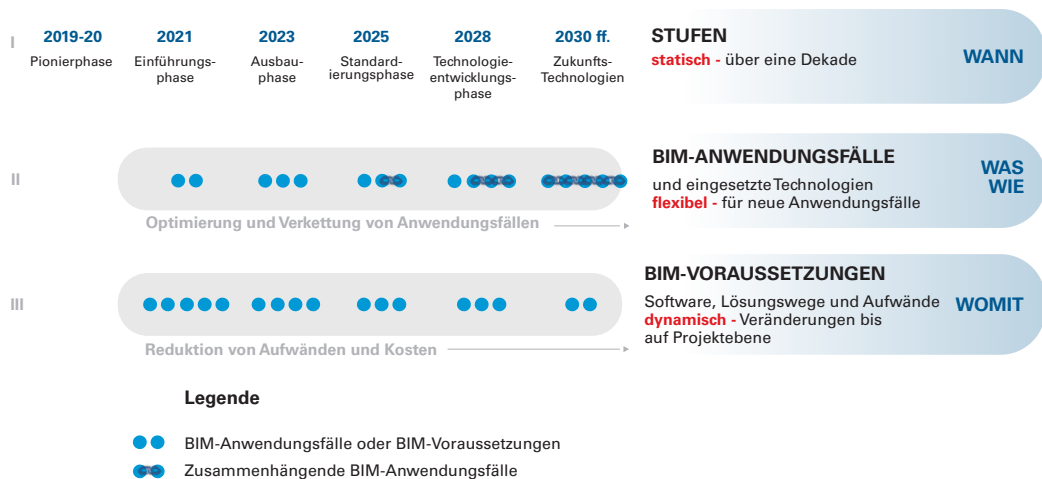 I
2019-20
Pionierphase
2021
Einführungs-
phase
2023
Ausbau-
phase
2025
Standard-
ierungsphase
2028
Technologie-
entwicklungs-
phase
2030 ff.
Zukunfts-
Technologien
STUFEN
statisch - über eine Dekade
WANN
II
Optimierung und Verkettung von Anwendungsfällen
BIM-ANWENDUNGSFÄLLE
und eingesetzte Technologien
flexibel - für neue Anwendungsfälle
WAS
WIE
III
Reduktion von Aufwänden und Kosten
BIM-VORAUSSETZUNGEN
Software, Lösungswege und Aufwände
dynamisch - Veränderungen bis
auf Projektebene
WOMIT
Legende
BIM-Anwendungsfälle oder BIM-Voraussetzungen
Zusammenhängende BIM-Anwendungsfälle